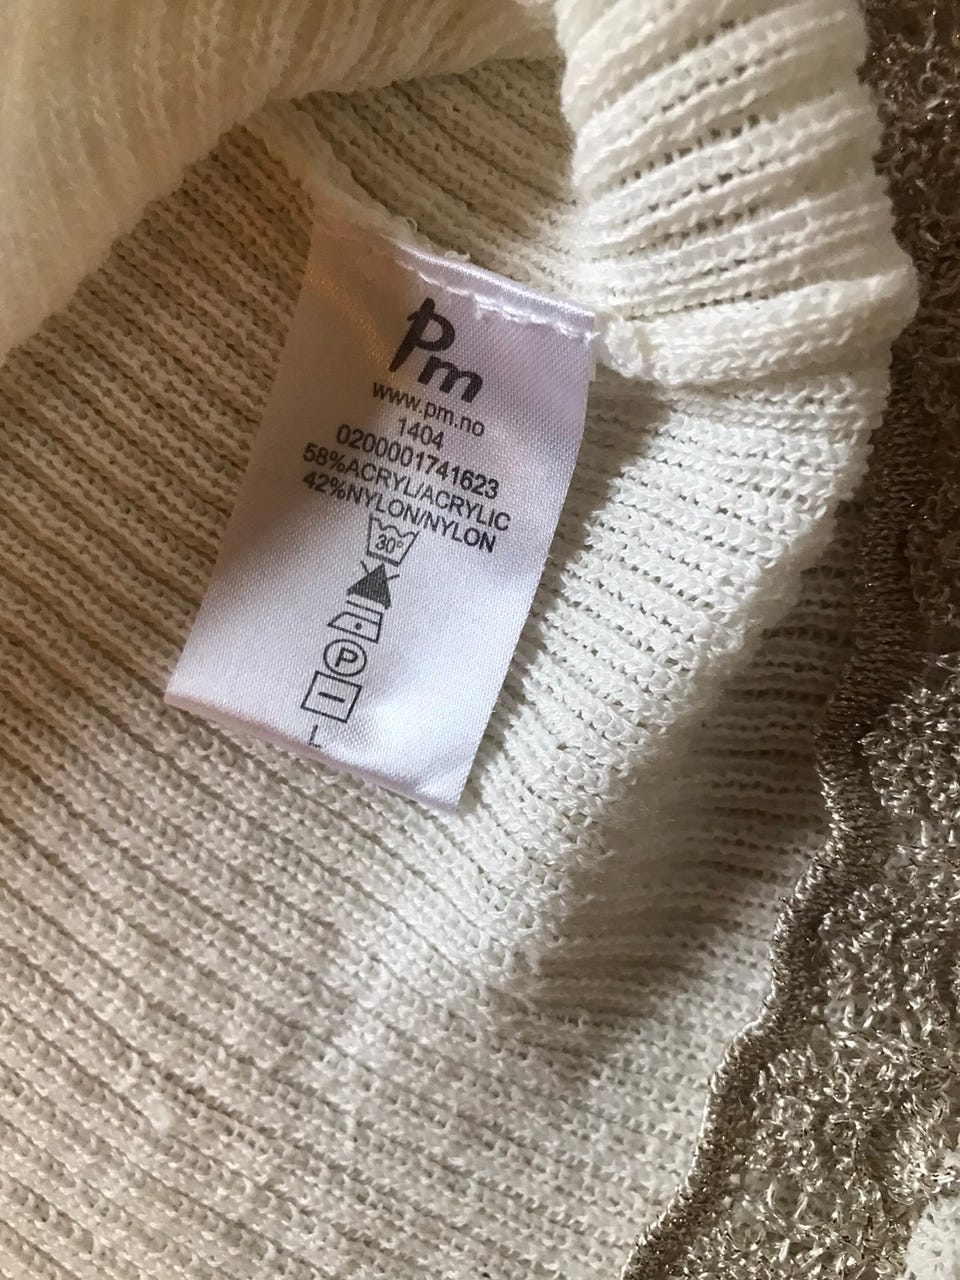 Pm
www.pm.no
1404
0200001741623
58%ACRYL/ACRYLIC
42%NYLON/NYLON
30°
P
L